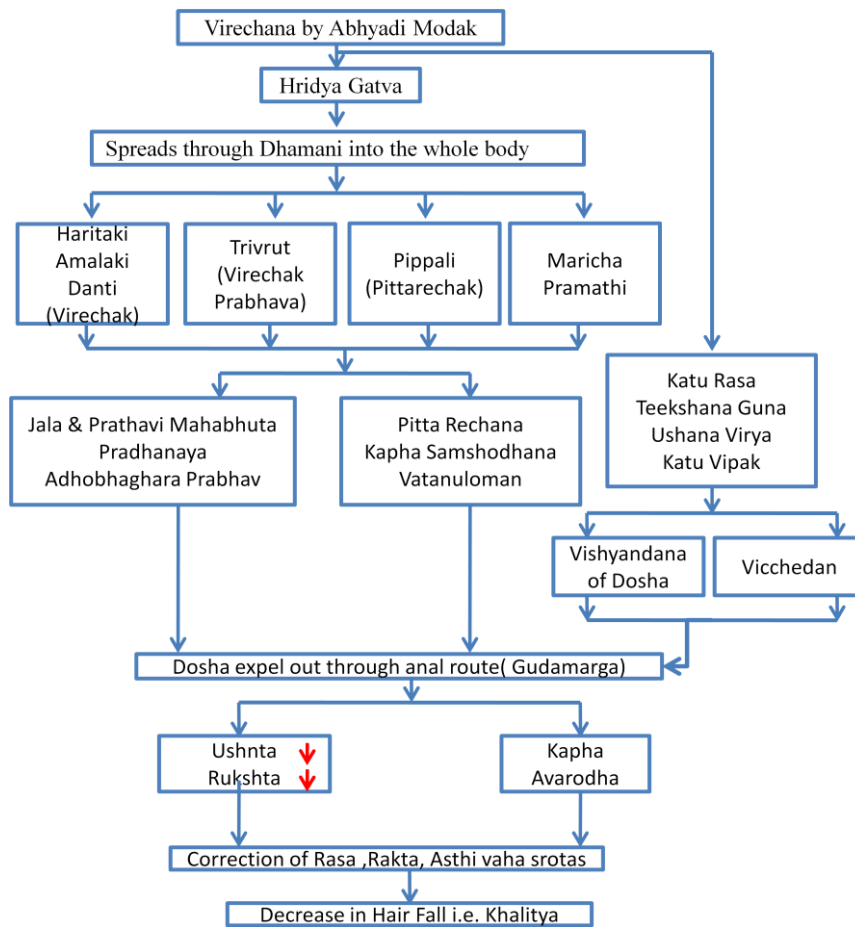 Virechana by Abhyadi Modak
Hridya Gatva
Spreads through Dhamani into the whole body
Haritaki
Amalaki
Danti
(Virechak)
Trivrut
(Virechak
Prabhava)
Pippali
(Pittarechak)
Maricha
Pramathi
Jala & Prathavi Mahabhuta
Pradhanaya
Adhobhaghara Prabhav
Pitta Rechana
Kapha Samshodhana
Vatanuloman
Katu Rasa
Teekshana Guna
Ushana Virya
Katu Vipak
Vishyandana
of Dosha
Vicchedan
Dosha expel out through anal route( Gudamarga)
Ushnta
Rukshta
Kapha
Avarodha
Correction of Rasa ,Rakta, Asthi vaha srotas
Decrease in Hair Fall i.e. Khalitya